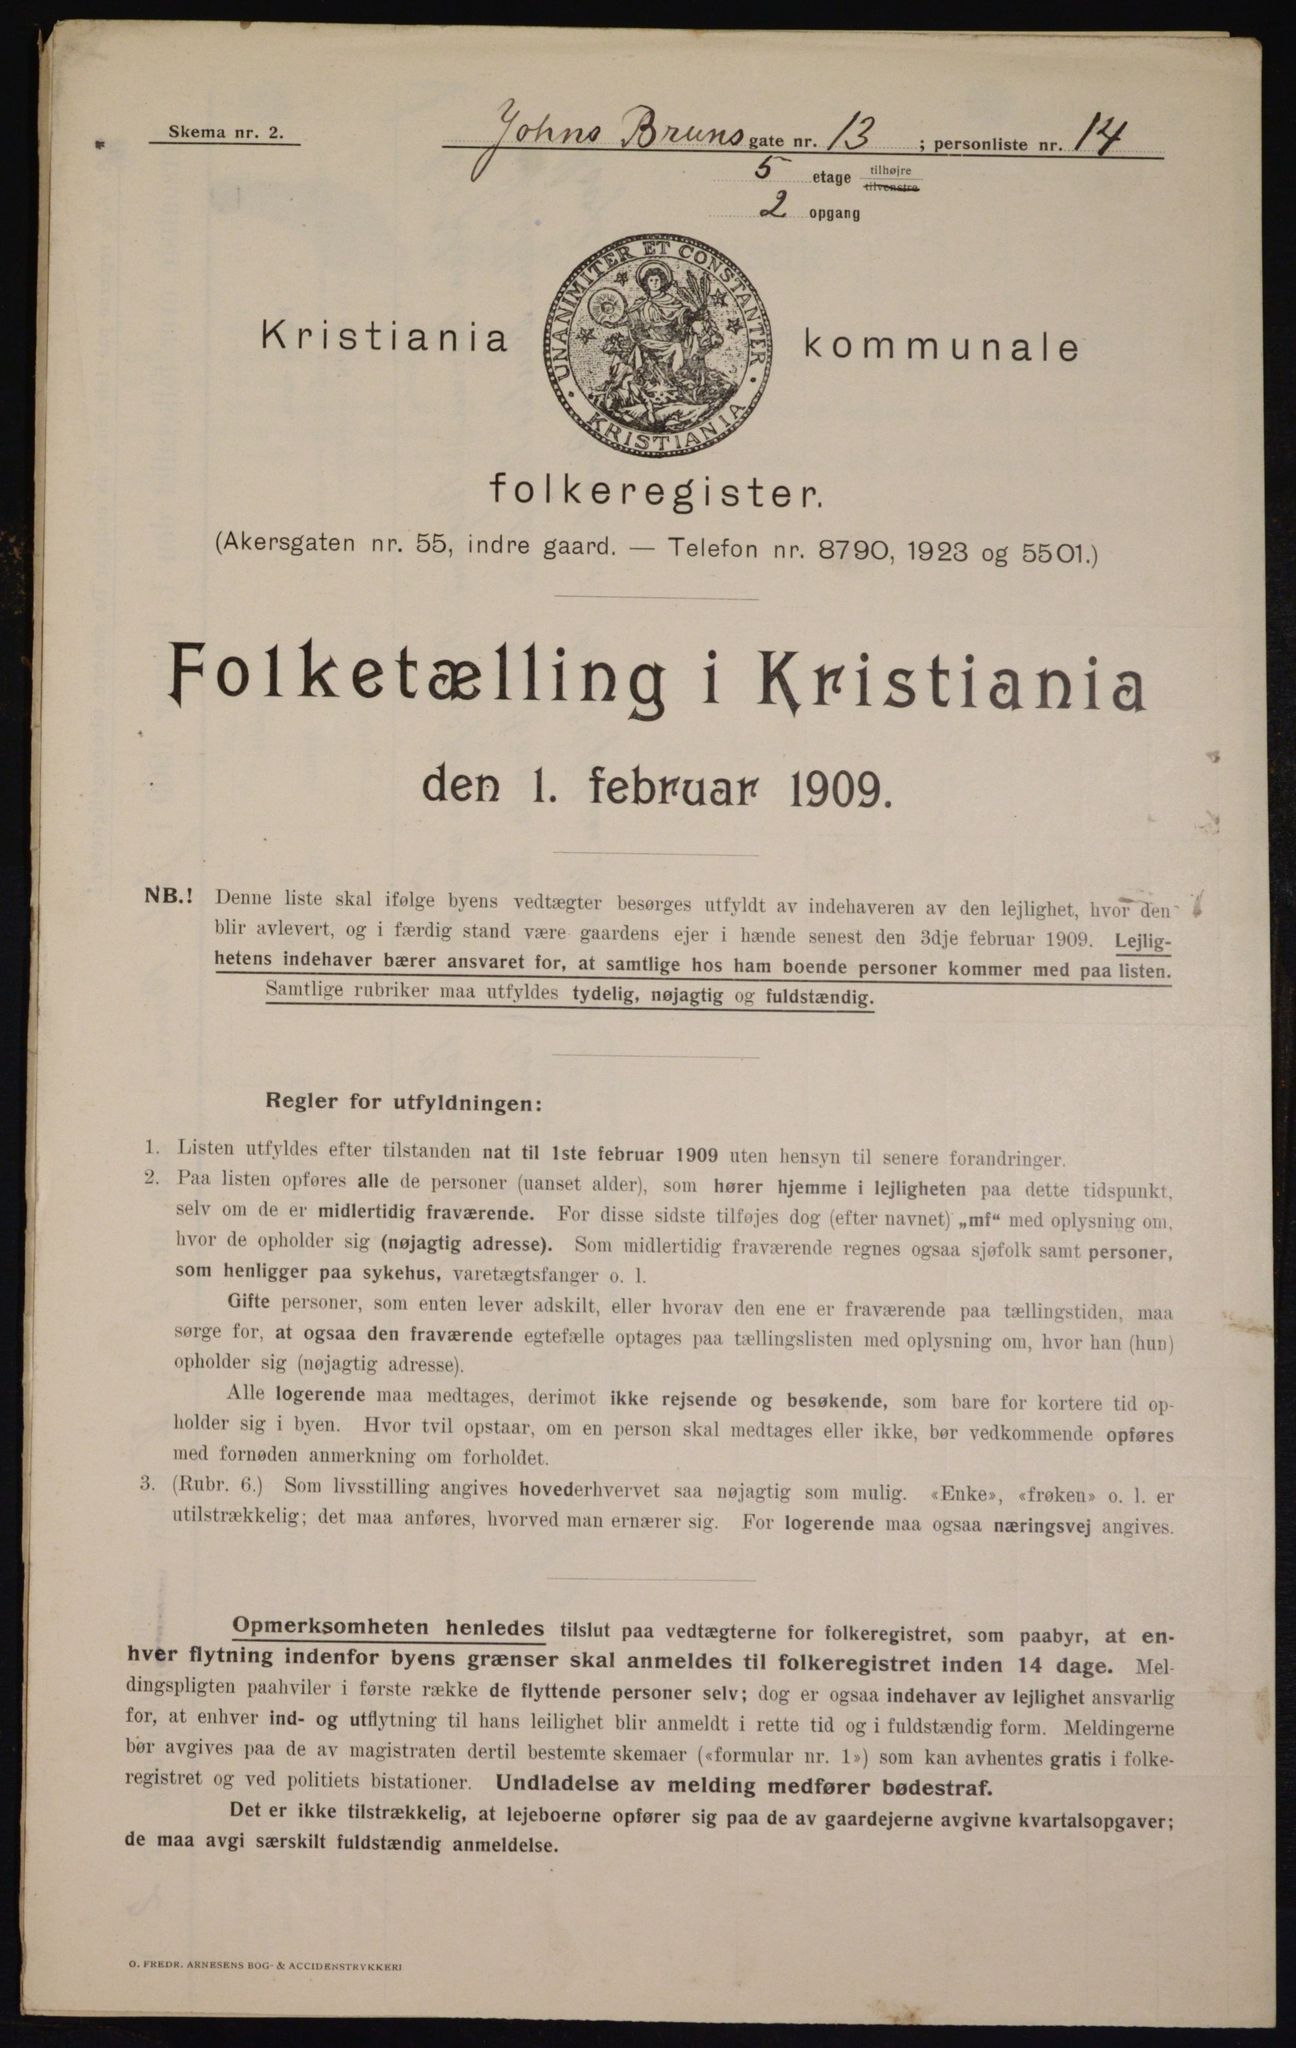 Skema nr. 2.
Johns Bruns gate nr. 13 ; personliste nr. 14
5 etage tilhøjre tilvenstre
2 opgang
UNANIMITER ET CONSTANTER · KRISTIANIA ·
Kristiania kommunale
folkeregister.
(Akersgaten nr. 55, indre gaard. — Telefon nr. 8790, 1923 og 5501.)
Folketælling i Kristiania
den 1. februar 1909.
NB.! Denne liste skal ifølge byens vedtægter besørges utfyldt av indehaveren av den lejlighet, hvor den
blir avlevert, og i færdig stand være gaardens ejer i hænde senest den 3dje februar 1909. Lejlig-
hetens indehaver bærer ansvaret for, at samtlige hos ham boende personer kommer med paa listen.
Samtlige rubriker maa utfyldes tydelig, nøjagtig og fuldstændig.
Regler for utfyldningen:
1. Listen utfyldes efter tilstanden nat til 1ste februar 1909 uten hensyn til senere forandringer.
2. Paa listen opføres alle de personer (uanset alder), som hører hjemme i lejligheten paa dette tidspunkt,
selv om de er midlertidig fraværende. For disse sidste tilføjes dog (efter navnet) „mf“ med oplysning om,
hvor de opholder sig (nøjagtig adresse). Som midlertidig fraværende regnes ogsaa sjøfolk samt personer,
som henligger paa sykehus, varetægtsfanger o. l.
Gifte personer, som enten lever adskilt, eller hvorav den ene er fraværende paa tællingstiden, maa
sørge for, at ogsaa den fraværende egtefælle optages paa tællingslisten med oplysning om, hvor han (hun)
opholder sig (nøjagtig adresse).
Alle logerende maa medtages, derimot ikke rejsende og besøkende, som bare for kortere tid op-
holder sig i byen. Hvor tvil opstaar, om en person skal medtages eller ikke, bør vedkommende opføres
med fornøden anmerkning om forholdet.
3. (Rubr. 6.) Som livsstilling angives hovederhvervet saa nøjagtig som mulig. «Enke», «frøken» o. l. er
utilstrækkelig; det maa anføres, hvorved man ernærer sig. For logerende maa ogsaa næringsvej angives.
Opmerksomheten henledes tilslut paa vedtægterne for folkeregistret, som paabyr, at en-
hver flytning indenfor byens grænser skal anmeldes til folkeregistret inden 14 dage. Mel-
dingspligten paahviler i første række de flyttende personer selv; dog er ogsaa indehaver av lejlighet ansvarlig
for, at enhver ind- og utflytning til hans leilighet blir anmeldt i rette tid og i fuldstændig form. Meldingerne
bør avgives paa de av magistraten dertil bestemte skemaer («formular nr. 1») som kan avhentes gratis i folke-
registret og ved politiets bistationer. Undladelse av melding medfører bødestraf.
Det er ikke tilstrækkelig, at lejeboerne opfører sig paa de av gaardejerne avgivne kvartalsopgaver;
de maa avgi særskilt fuldstændig anmeldelse.
O. FREDR. ARNESENS BOG- & ACCIDENSTRYKKERI